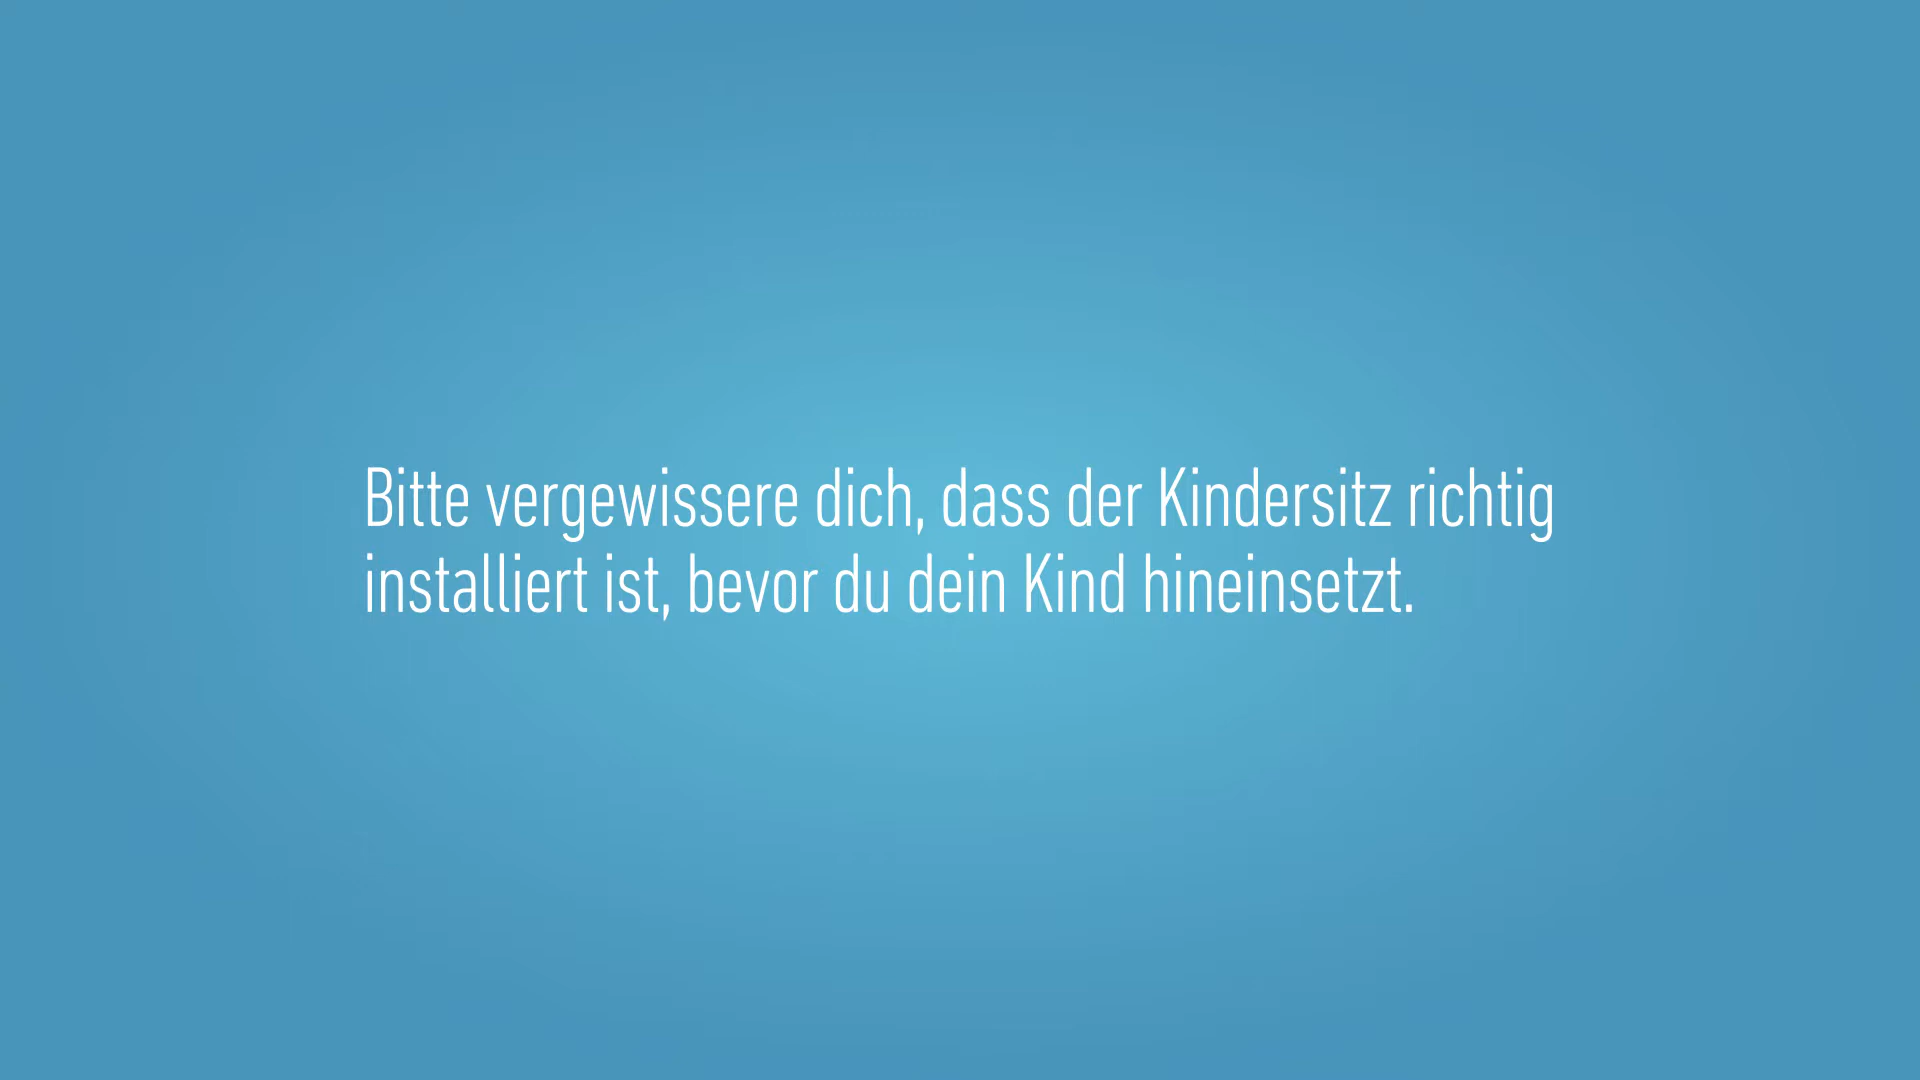 Bitte vergewissere dich, dass der Kindersitz richtig
installiert ist, bevor du dein Kind hineinsetzt.